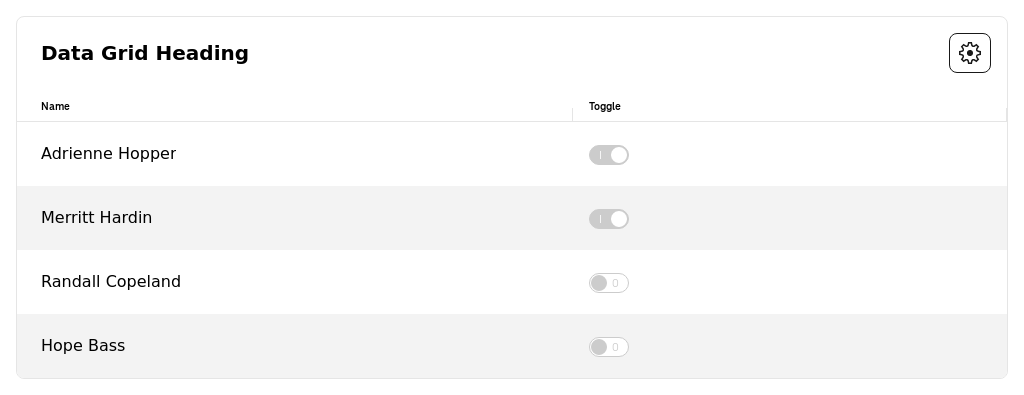 Data Grid Heading
Name Toggle
Adrienne Hopper I
Merritt Hardin I
Randall Copeland 0
Hope Bass 0